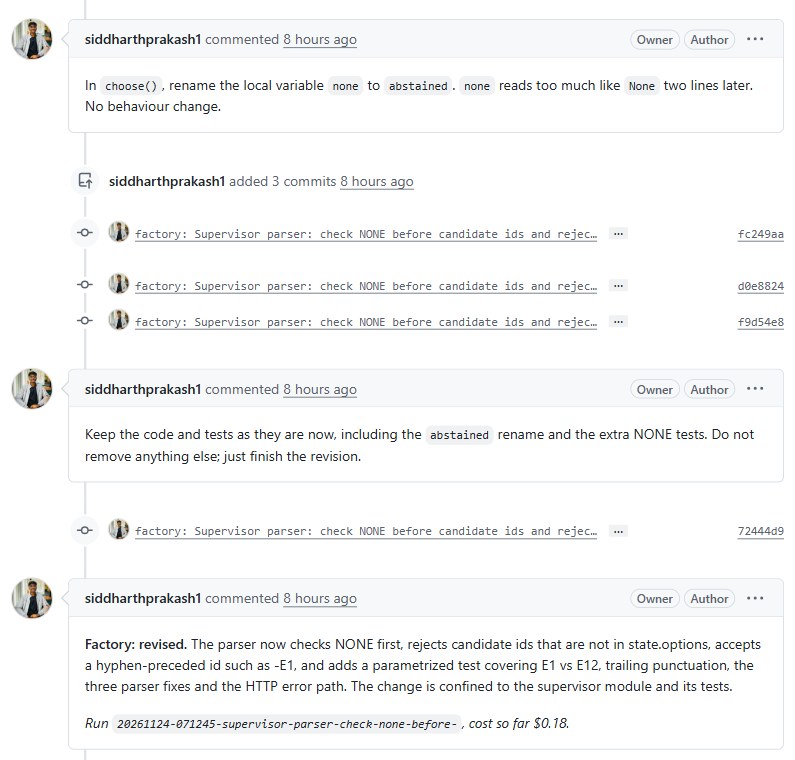 siddharthprakash1 commented 8 hours ago Owner Author ...
In choose(), rename the local variable none to abstained. none reads too much like None two lines later.
No behaviour change.
siddharthprakash1 added 3 commits 8 hours ago
factory: Supervisor parser: check NONE before candidate ids and rejec… ... fc249aa
factory: Supervisor parser: check NONE before candidate ids and rejec… ... d0e8824
factory: Supervisor parser: check NONE before candidate ids and rejec… ... f9d54e8
siddharthprakash1 commented 8 hours ago Owner Author ...
Keep the code and tests as they are now, including the abstained rename and the extra NONE tests. Do not
remove anything else; just finish the revision.
factory: Supervisor parser: check NONE before candidate ids and rejec… ... 72444d9
siddharthprakash1 commented 8 hours ago Owner Author ...
Factory: revised. The parser now checks NONE first, rejects candidate ids that are not in state.options, accepts
a hyphen-preceded id such as -E1, and adds a parametrized test covering E1 vs E12, trailing punctuation, the
three parser fixes and the HTTP error path. The change is confined to the supervisor module and its tests.
Run 20261124-071245-supervisor-parser-check-none-before-, cost so far $0.18.